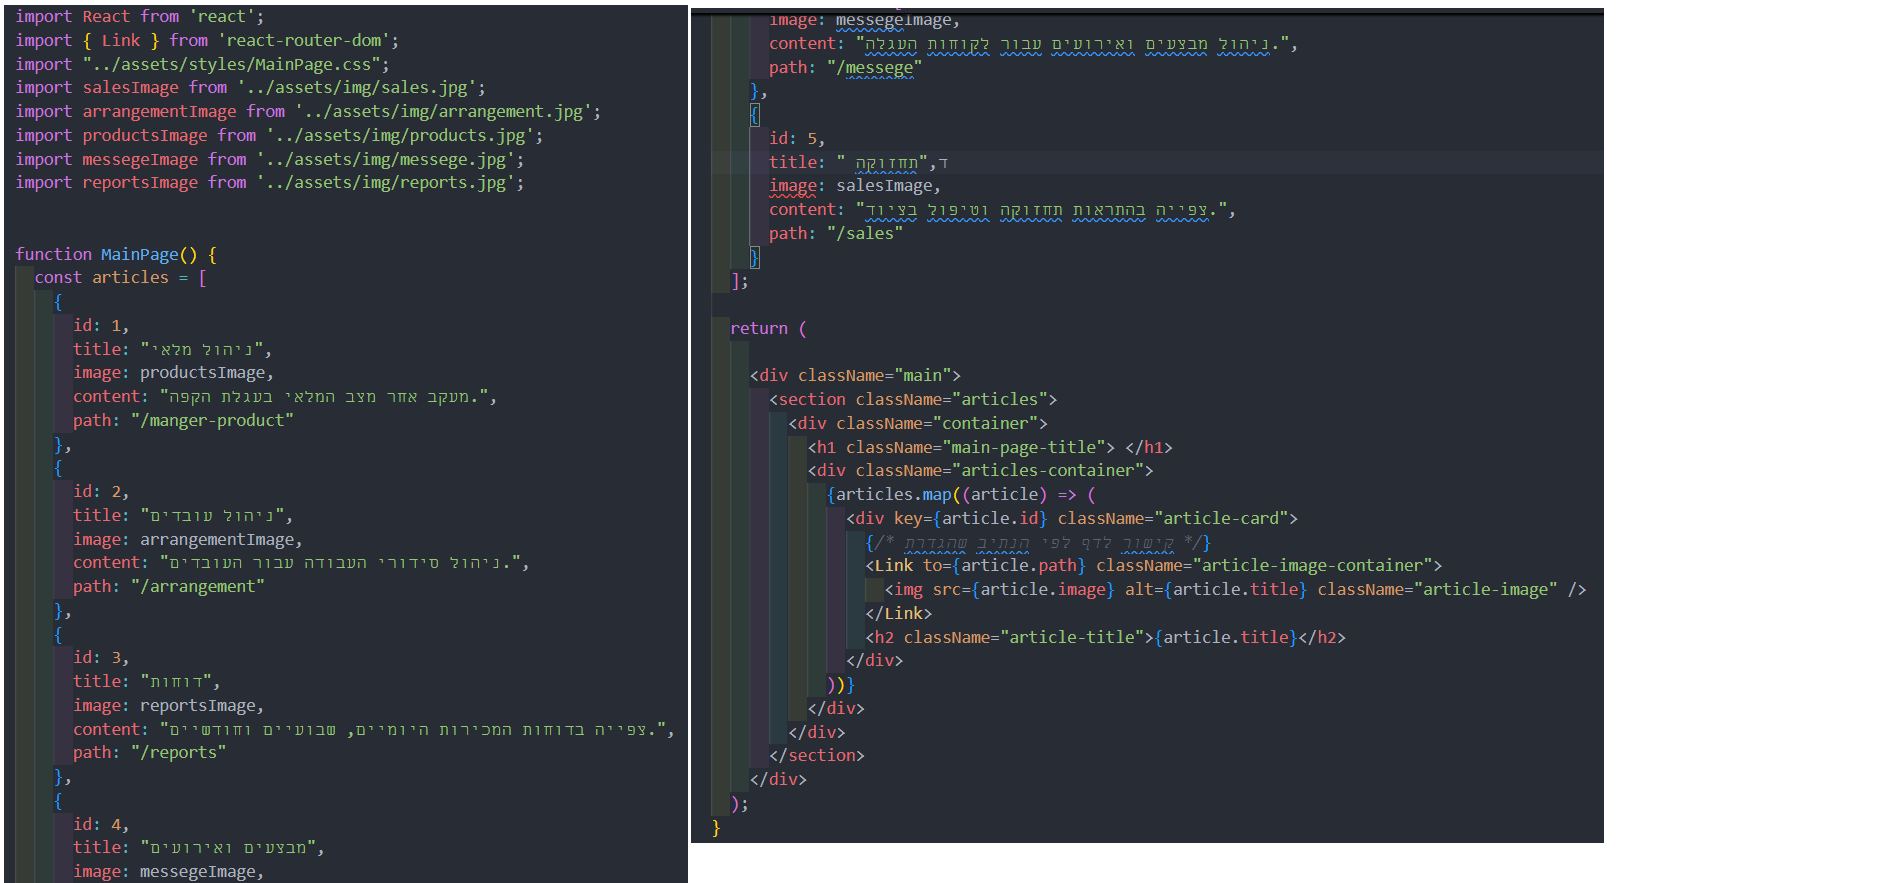 import React from 'react';
import { Link } from 'react-router-dom';
import "../assets/styles/MainPage.css";
import salesImage from '../assets/img/sales.jpg';
import arrangementImage from '../assets/img/arrangement.jpg';
import productsImage from '../assets/img/products.jpg';
import messegeImage from '../assets/img/messege.jpg';
import reportsImage from '../assets/img/reports.jpg';
function MainPage() {
const articles = [
{
id: 1,
title: "ניהול מלאי",
image: productsImage,
content: "מעקב אחר מצב המלאי בעגלת הקפה.",
path: "/manger-product"
},
{
id: 2,
title: "ניהול עובדים",
image: arrangementImage,
content: "ניהול סידורי העבודה עבור העובדים.",
path: "/arrangement"
},
{
id: 3,
title: "דוחות",
image: reportsImage,
content: "צפייה בדוחות המכירות היומיים, שבועיים וחודשיים.",
path: "/reports"
},
{
id: 4,
title: "מבצעים ואירועים",
image: messegeImage,
image: messegeImage,
content: "ניהול מבצעים ואירועים עבור לקוחות העגלה.",
path: "/messege"
},
{
id: 5,
title: " תחזוקה",ד
image: salesImage,
content: "צפייה בהתראות תחזוקה וטיפול בציוד.",
path: "/sales"
}
];
return (
<div className="main">
<section className="articles">
<div className="container">
<h1 className="main-page-title"> </h1>
<div className="articles-container">
{articles.map((article) => (
<div key={article.id} className="article-card">
{/* קישור לדף לפי הנתיב שהגדרת */}
<Link to={article.path} className="article-image-container">
<img src={article.image} alt={article.title} className="article-image" />
</Link>
<h2 className="article-title">{article.title}</h2>
</div>
))}
</div>
</div>
</section>
</div>
);
}